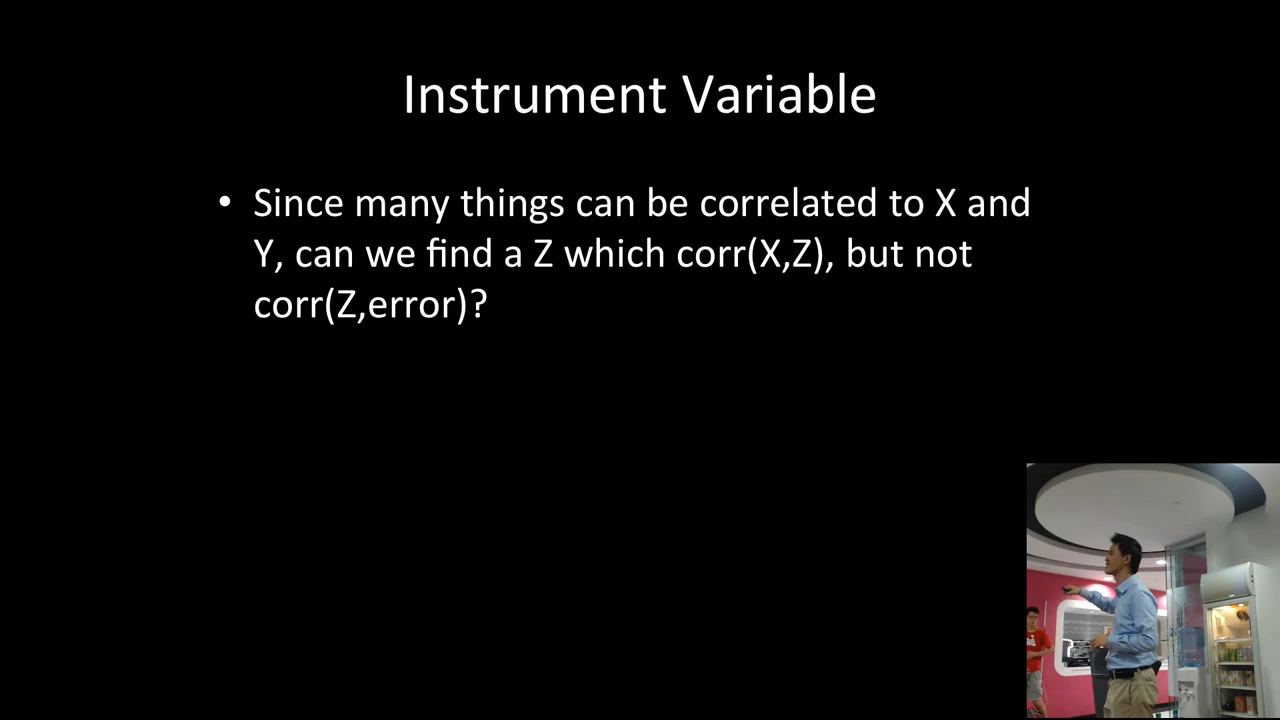 Instrument Variable
• Since many things can be correlated to X and
Y, can we find a Z which corr(X,Z), but not
corr(Z,error)?